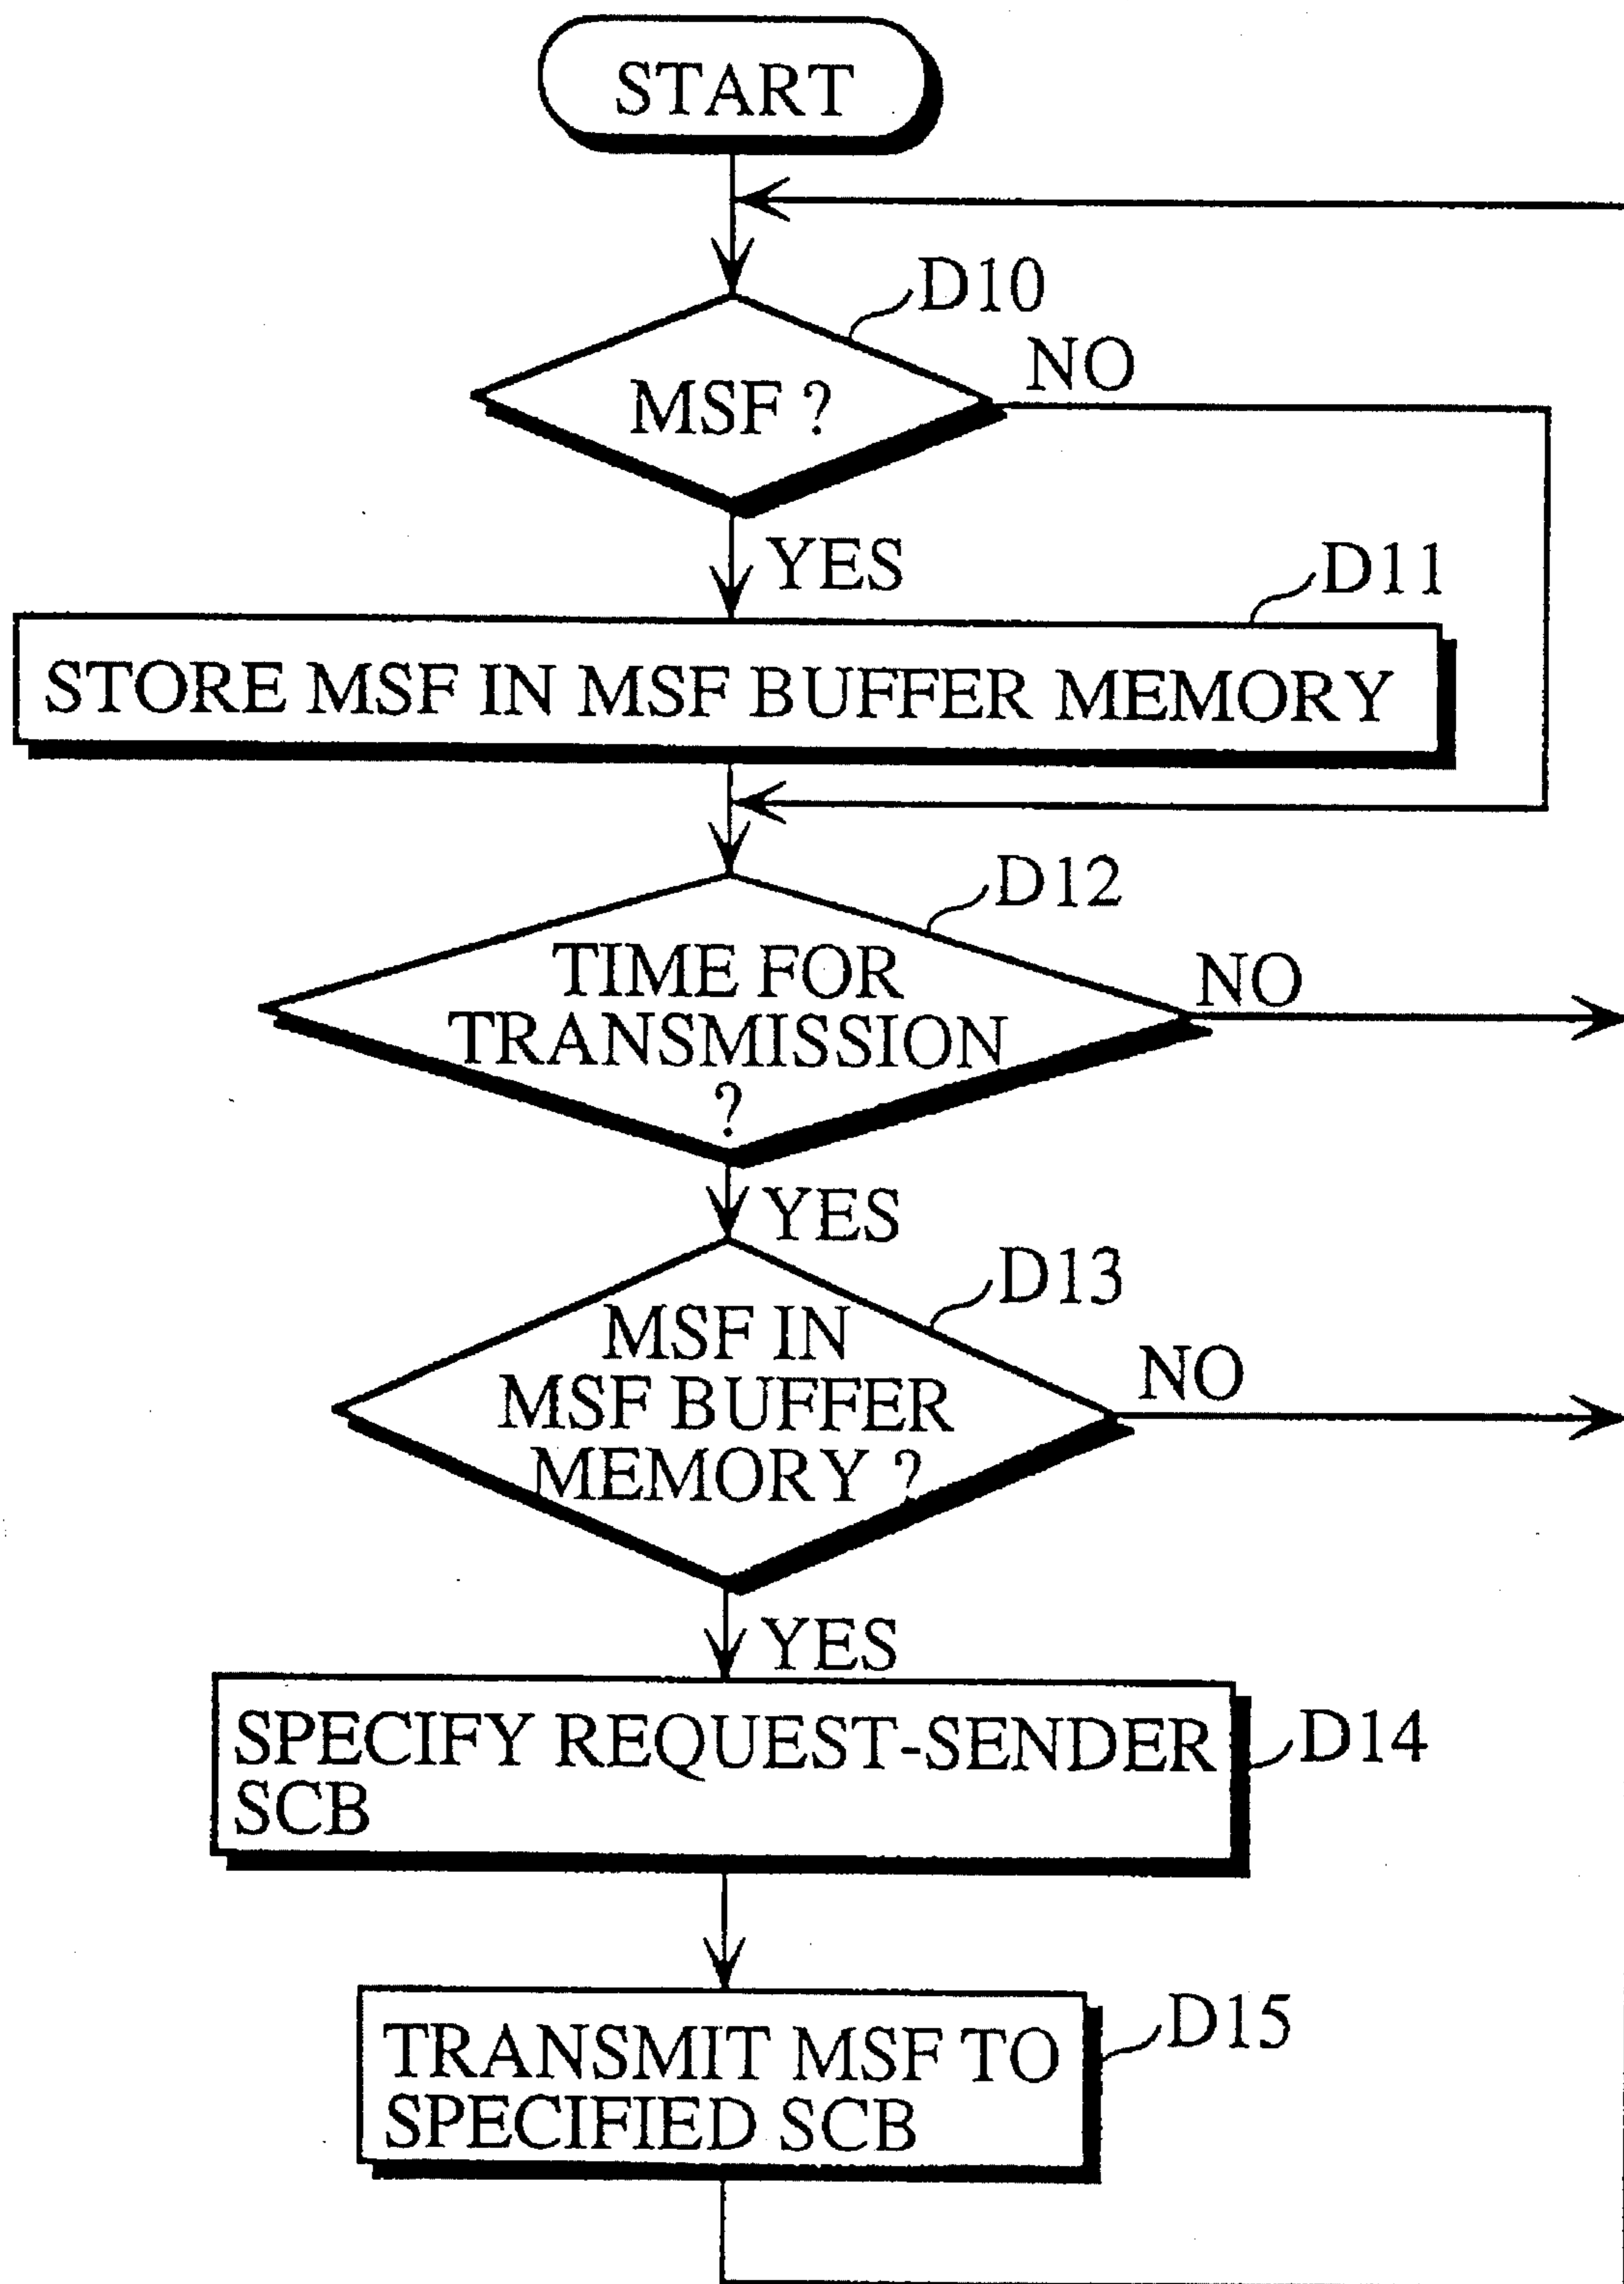 START
D10
MSF ?
NO
YES
D11
STORE MSF IN MSF BUFFER MEMORY
D12
TIME FOR
TRANSMISSION
?
NO
YES
D13
MSF IN
MSF BUFFER
MEMORY ?
NO
YES
SPECIFY REQUEST-SENDER
SCB
D14
TRANSMIT MSF TO
SPECIFIED SCB
D15